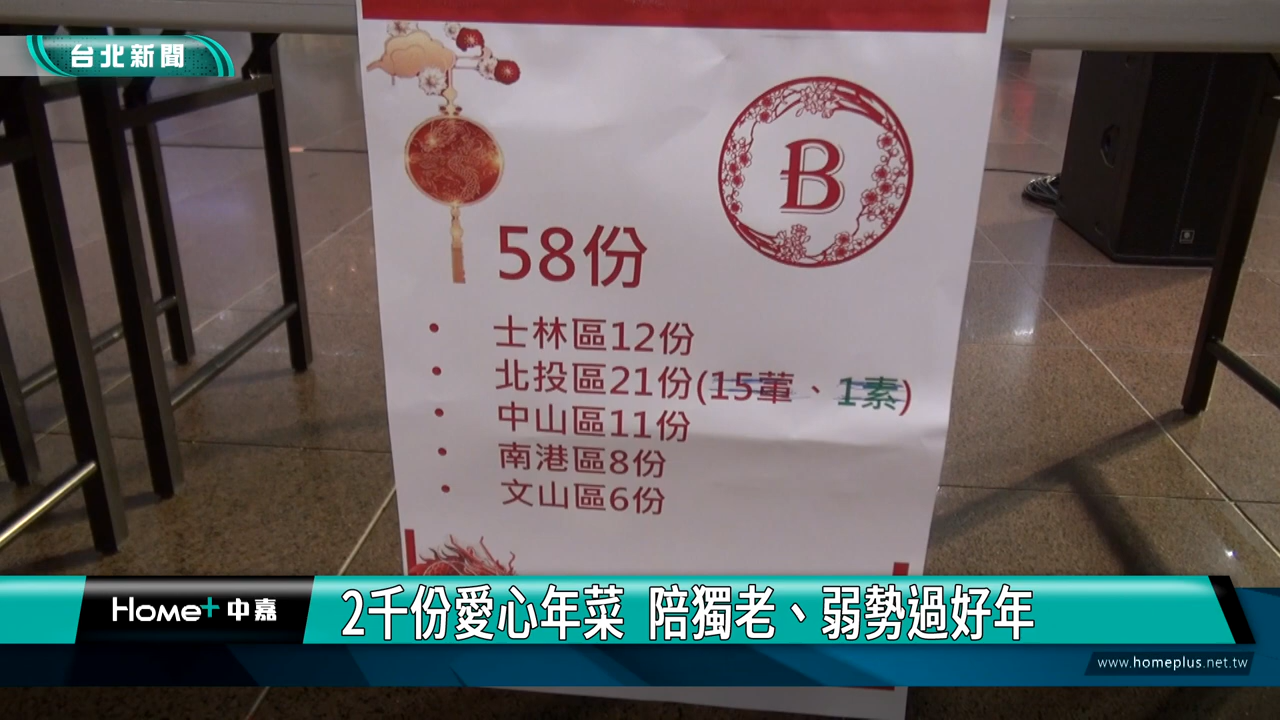 台北新聞
B
58份
• 士林區12份
• 北投區21份(15葷、1素)
• 中山區11份
• 南港區8份
• 文山區6份
Home+中嘉
2千份愛心年菜 陪獨老、弱勢過好年
www.homeplus.net.tw